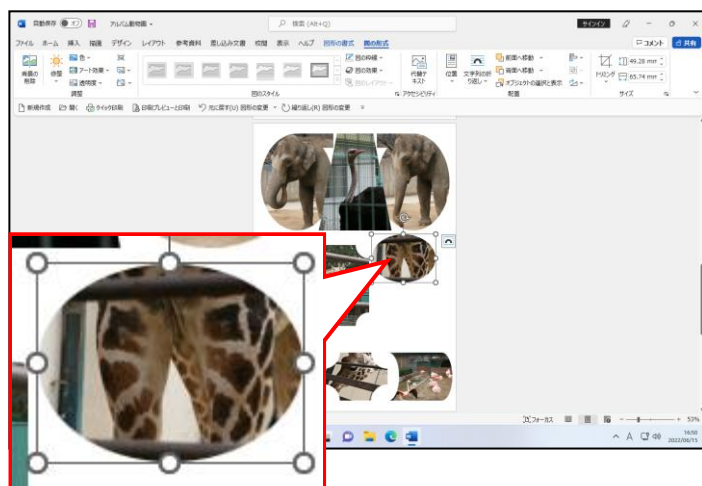 自動保存 オフ アルバム動物園 検索 (Alt+Q) サインイン
ファイル ホーム 挿入 描画 デザイン レイアウト 参考資料 差し込み文書 校閲 表示 ヘルプ 図形の書式 図の形式 コメント 共有
背景の削除 修整 色 アート効果 透明度 図の枠線 図の効果 図のレイアウト 代替テキスト 位置 文字列の折り返し 前面へ移動 背面へ移動 オブジェクトの選択と表示 トリミング 49.28 mm 65.74 mm
調整 図のスタイル アクセシビリティ 配置 サイズ
新規作成 開く クイック印刷 印刷プレビューと印刷 元に戻す(U) 図形の変更 繰り返し(R) 図形の変更
フォーカス 53%
A 16:50
2022/06/15